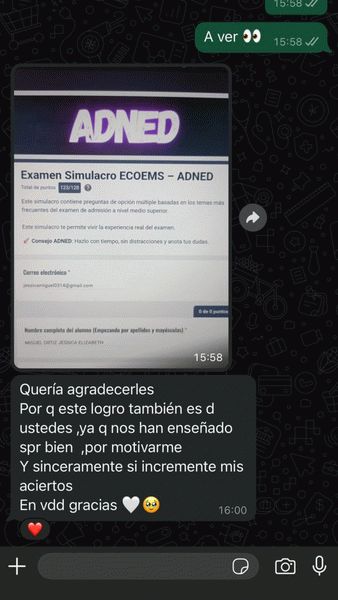 15:58
A ver 👀
15:58
ADNED
Examen Simulacro ECOEMS – ADNED
Total de puntos 123/128
Este simulacro contiene preguntas de opción múltiple basadas en los temas más
frecuentes del examen de admisión a nivel medio superior.
Este simulacro te permite vivir la experiencia real del examen.
🚀 Consejo ADNED: Hazlo con tiempo, sin distracciones y anota tus dudas.
Correo electrónico *
jessicamiguel0314@gmail.com
0 de 0 puntos
Nombre completo del alumno (Empezando por apellidos y mayúsculas) *
MIGUEL ORTIZ JESSICA ELIZABETH
15:58
Quería agradecerles
Por q este logro también es d
ustedes ,ya q nos han enseñado
spr bien  ,por motivarme
Y sinceramente si incremente mis
aciertos
En vdd gracias 🤍🥹
16:00